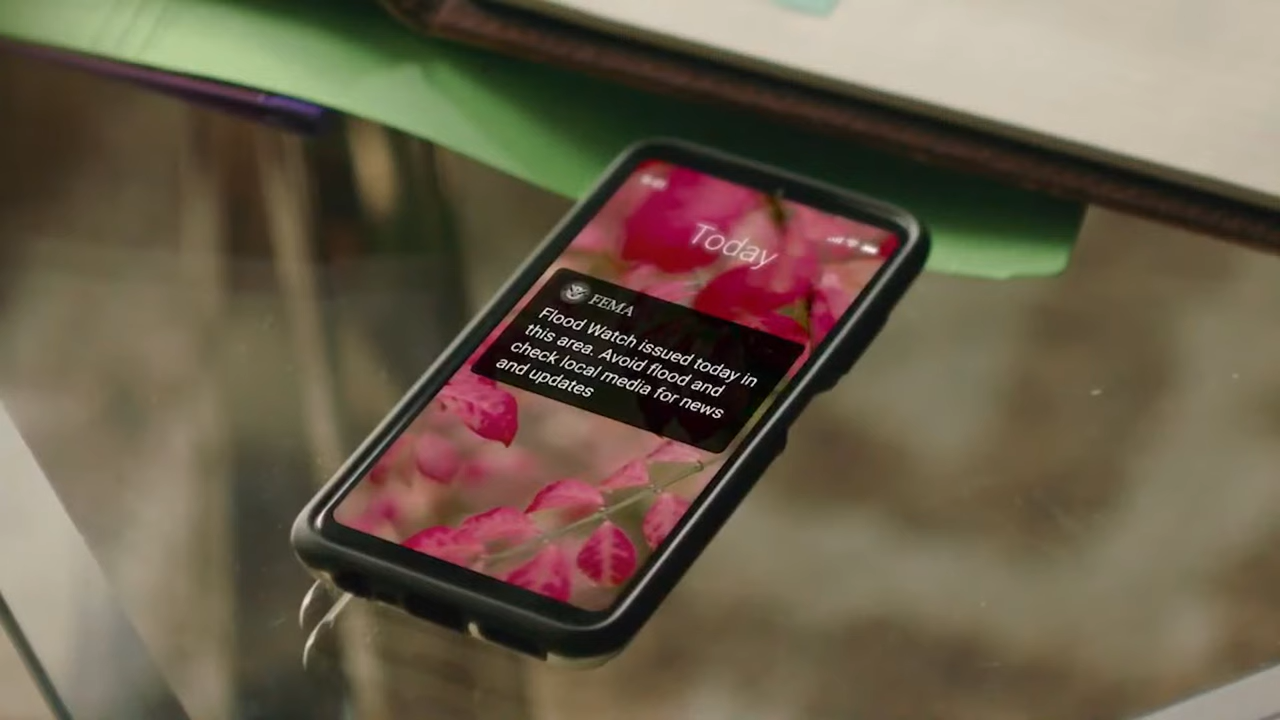 Today
FEMA
Flood Watch issued today in
this area. Avoid flood and
check local media for news
and updates